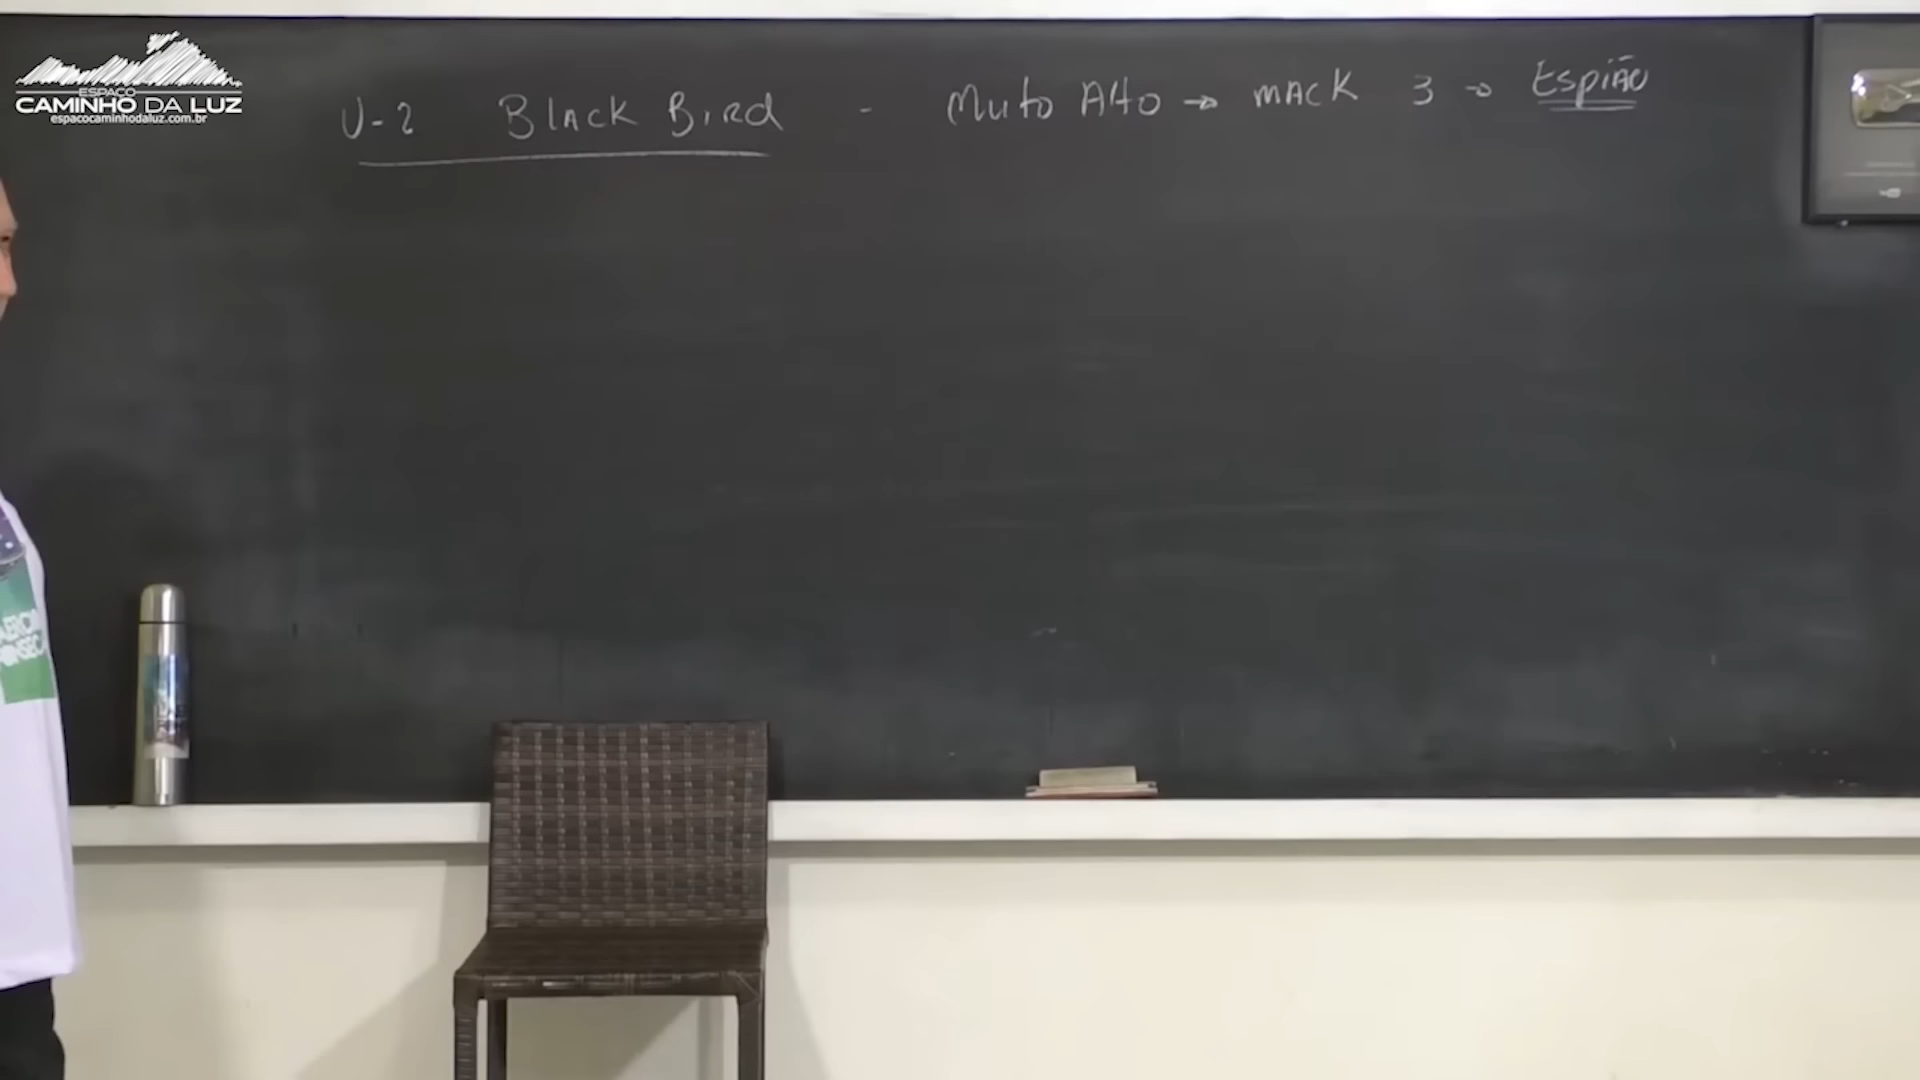 ESPAÇO
CAMINHO DA LUZ
espacocaminhodaluz.com.br
U-2 BLACK BIRD - Muito Alto → MACK 3 → Espião